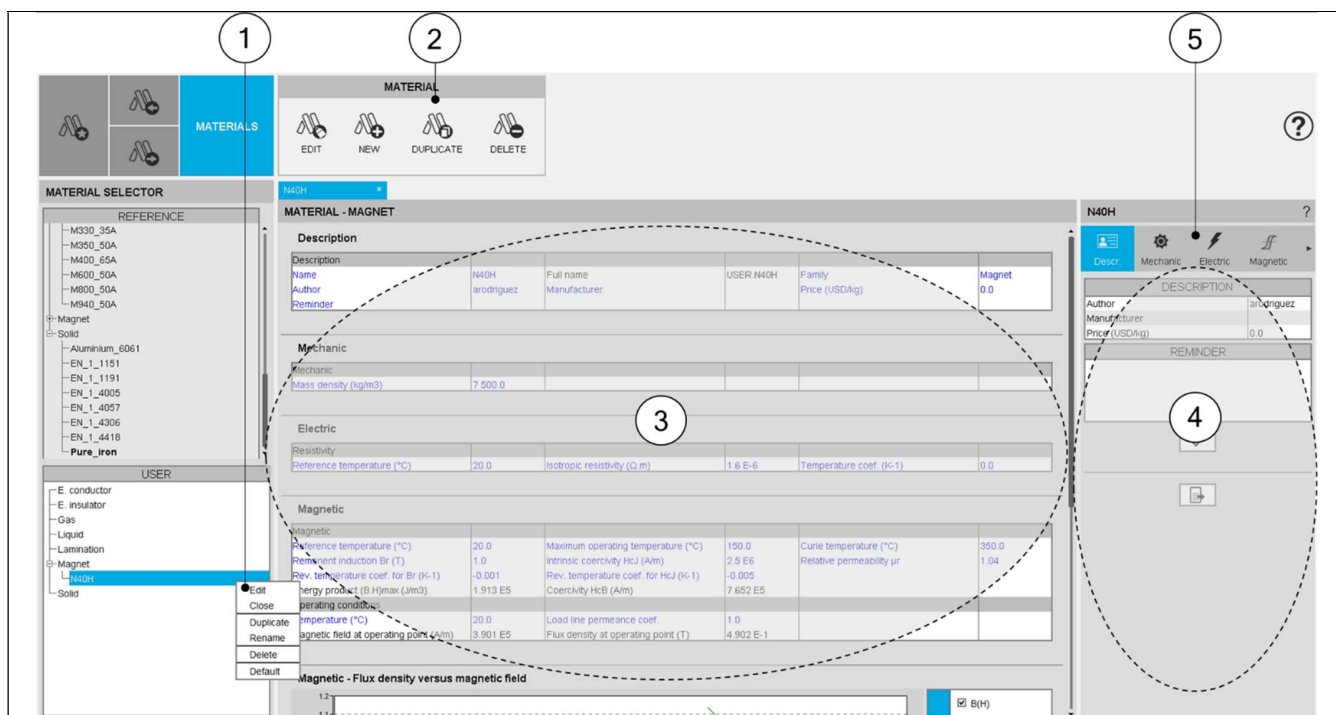 1
2
5
MATERIALS
MATERIAL
EDIT
NEW
DUPLICATE
DELETE
?
MATERIAL SELECTOR
REFERENCE
M330_35A
M350_50A
M400_65A
M600_50A
M800_50A
M940_50A
Magnet
Solid
Aluminium_6061
EN_1_1151
EN_1_1191
EN_1_4005
EN_1_4057
EN_1_4306
EN_1_4418
Pure_iron
USER
E. conductor
E. insulator
Gas
Liquid
Lamination
Magnet
N40H
Solid
Edit
Close
Duplicate
Rename
Delete
Default
N40H ×
MATERIAL - MAGNET
Description
Description
Name N40H Full name USER.N40H Family Magnet
Author arodriguez Manufacturer Price (USD/kg) 0.0
Reminder
Mechanic
Mechanic
Mass density (kg/m3) 7 500.0
3
Electric
Resistivity
Reference temperature (°C) 20.0 Isotropic resistivity (Ω.m) 1.6 E-6 Temperature coef. (K-1) 0.0
Magnetic
Magnetic
Reference temperature (°C) 20.0 Maximum operating temperature (°C) 150.0 Curie temperature (°C) 350.0
Remanent induction Br (T) 1.0 Intrinsic coercivity HcJ (A/m) 2.5 E6 Relative permeability μr 1.04
Rev. temperature coef. for Br (K-1) -0.001 Rev. temperature coef. for HcJ (K-1) -0.005
Energy product (B.H)max (J/m3) 1.913 E5 Coercivity HcB (A/m) 7.652 E5
Operating conditions
Temperature (°C) 20.0 Load line permeance coef. 1.0
Magnetic field at operating point (A/m) 3.901 E5 Flux density at operating point (T) 4.902 E-1
Magnetic - Flux density versus magnetic field
1.2
1.1
B(H)
N40H ?
Descr. Mechanic Electric Magnetic
DESCRIPTION
Author arodriguez
Manufacturer
Price (USD/kg) 0.0
REMINDER
4